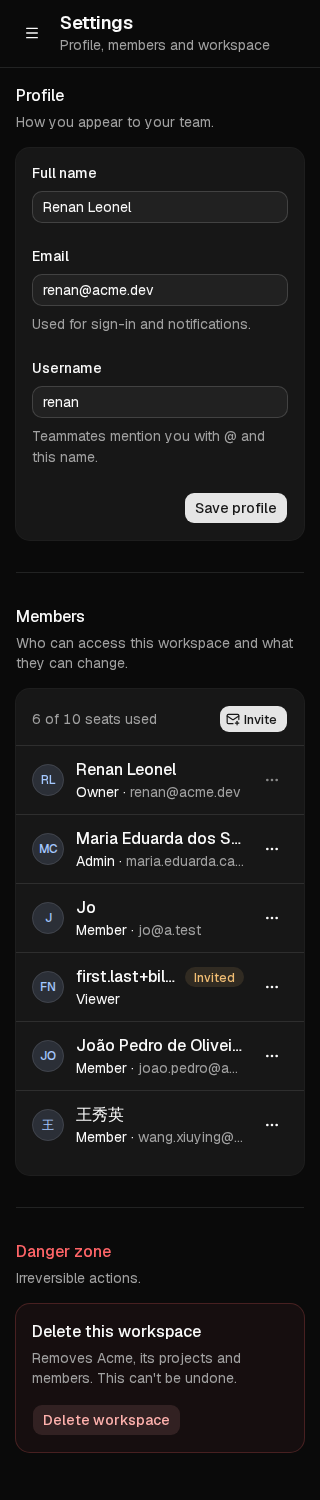 Settings
Profile, members and workspace
Profile
How you appear to your team.
Full name
Renan Leonel
Email
renan@acme.dev
Used for sign-in and notifications.
Username
renan
Teammates mention you with @ and
this name.
Save profile
Members
Who can access this workspace and what
they can change.
6 of 10 seats used
Invite
RL
Renan Leonel
Owner · renan@acme.dev
MC
Maria Eduarda dos S...
Admin · maria.eduarda.ca...
J
Jo
Member · jo@a.test
FN
first.last+bil... Invited
Viewer
JO
João Pedro de Olivei...
Member · joao.pedro@a...
王
王秀英
Member · wang.xiuying@...
Danger zone
Irreversible actions.
Delete this workspace
Removes Acme, its projects and
members. This can't be undone.
Delete workspace